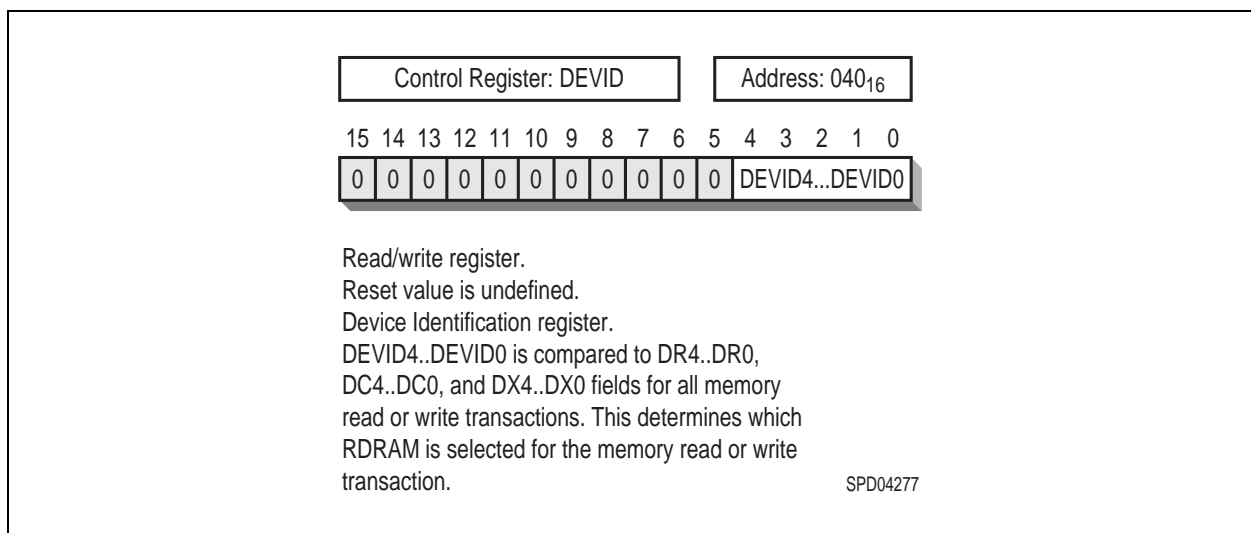 Control Register: DEVID Address: 040₁₆
15 14 13 12 11 10 9 8 7 6 5 4 3 2 1 0
0 0 0 0 0 0 0 0 0 0 0 DEVID4...DEVID0
Read/write register.
Reset value is undefined.
Device Identification register.
DEVID4..DEVID0 is compared to DR4..DR0,
DC4..DC0, and DX4..DX0 fields for all memory
read or write transactions. This determines which
RDRAM is selected for the memory read or write
transaction. SPD04277